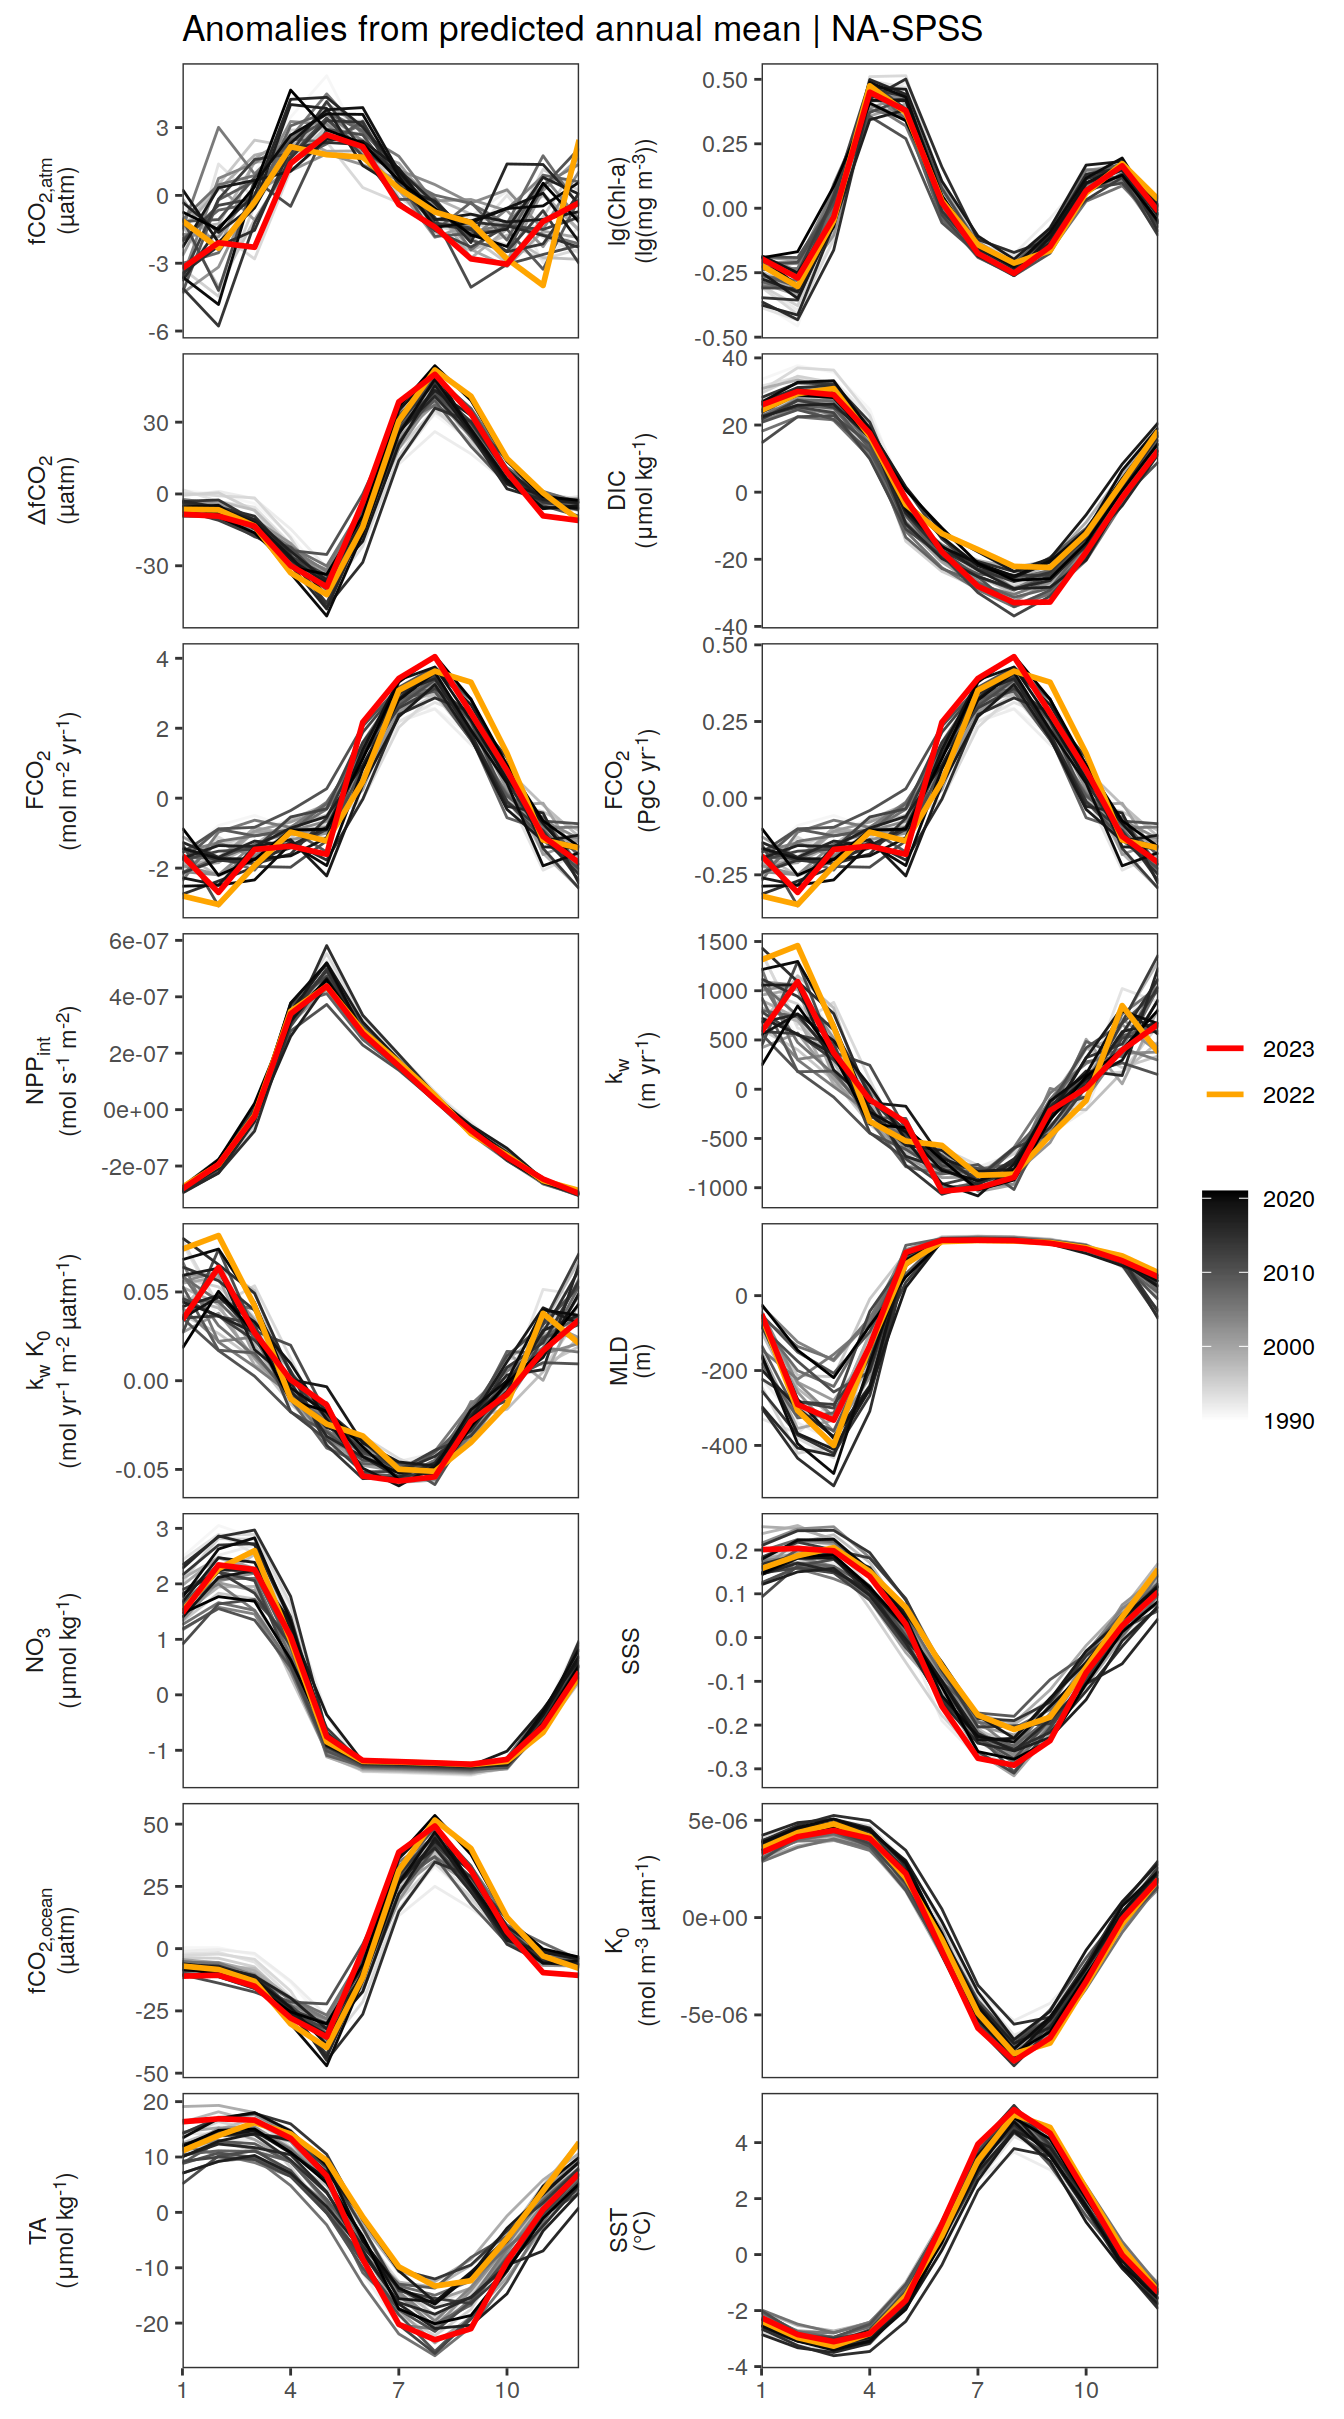 Anomalies from predicted annual mean | NA-SPSS
fCO2,atm
(µatm)
3
0
-3
-6
lg(Chl-a)
(lg(mg m-3))
0.50
0.25
0.00
-0.25
-0.50
ΔfCO2
(µatm)
30
0
-30
DIC
(µmol kg-1)
40
20
0
-20
-40
FCO2
(mol m-2 yr-1)
4
2
0
-2
FCO2
(PgC yr-1)
0.50
0.25
0.00
-0.25
NPPint
(mol s-1 m-2)
6e-07
4e-07
2e-07
0e+00
-2e-07
kw
(m yr-1)
1500
1000
500
0
-500
-1000
kw K0
(mol yr-1 m-2 µatm-1)
0.05
0.00
-0.05
MLD
(m)
0
-200
-400
NO3
(µmol kg-1)
3
2
1
0
-1
SSS
0.2
0.1
0.0
-0.1
-0.2
-0.3
fCO2,ocean
(µatm)
50
25
0
-25
-50
K0
(mol m-3 µatm-1)
5e-06
0e+00
-5e-06
TA
(µmol kg-1)
20
10
0
-10
-20
SST
(°C)
4
2
0
-2
-4
1 4 7 10
1 4 7 10
2023
2022
2020
2010
2000
1990